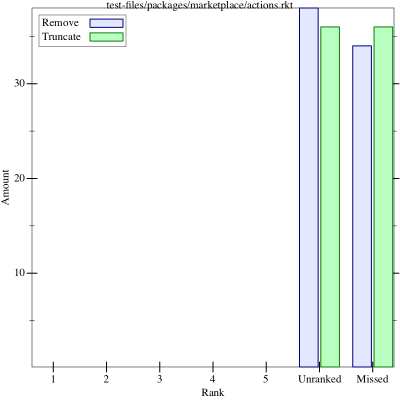 test-files/packages/marketplace/actions.rkt
Remove
Truncate
30
20
10
Amount
1 2 3 4 5 Unranked Missed
Rank